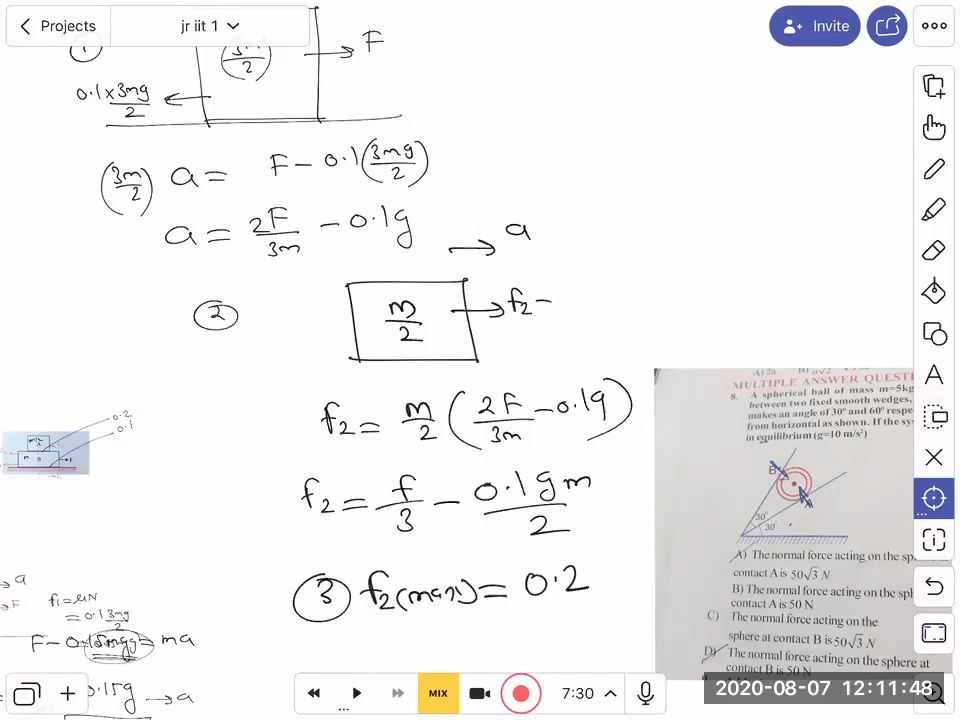 Projects
jr iit 1
Invite
1
(3m/2)
F
0.1 x 3mg/2
(3m/2) a = F - 0.1(3mg/2)
a = 2F/3m - 0.1g
a
2
m/2
f2 -
f2 = m/2 (2F/3m - 0.1g)
f2 = f/3 - 0.1gm/2
3 f2(max) = 0.2
0.2
0.1
a
F
f1 = μN
= 0.1 3mg/2
= ma
0.15g → a
MULTIPLE ANSWER QUESTI
8. A spherical ball of mass m=5kg
between two fixed smooth wedges,
makes an angle of 30° and 60° respe
from horizontal as shown. If the sys
in equilibrium (g=10 m/s²)
B
30°
30°
A) The normal force acting on the sph
contact A is 50√3 N
B) The normal force acting on the sph
contact A is 50 N
C) The normal force acting on the
sphere at contact B is 50√3 N
D) The normal force acting on the sphere at
contact B is 50 N
MIX
7:30
2020-08-07 12:11:48